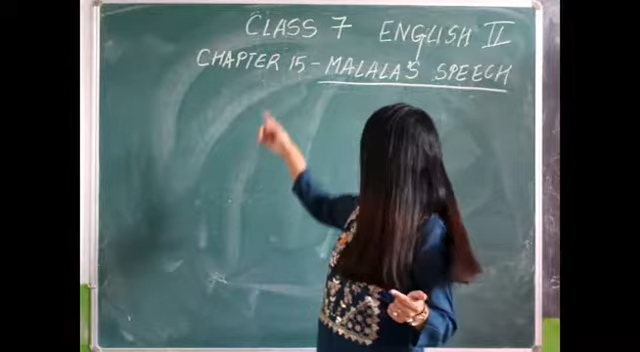 CLASS 7 ENGLISH II
CHAPTER 15 - MALALA'S SPEECH